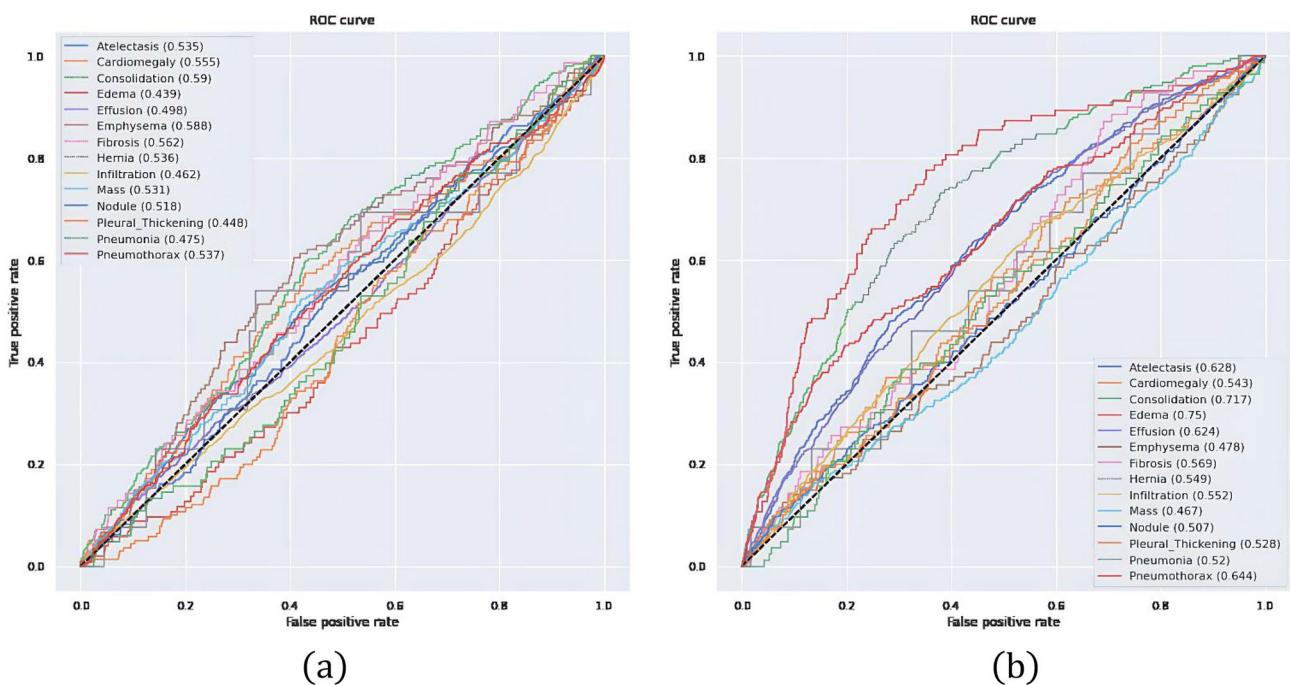 ROC curve
1.0
0.8
0.6
0.4
0.2
0.0
True positive rate
Atelectasis (0.535)
Cardiomegaly (0.555)
Consolidation (0.59)
Edema (0.439)
Effusion (0.498)
Emphysema (0.588)
Fibrosis (0.562)
Hernia (0.536)
Infiltration (0.462)
Mass (0.531)
Nodule (0.518)
Pleural_Thickening (0.448)
Pneumonia (0.475)
Pneumothorax (0.537)
0.0 0.2 0.4 0.6 0.8 1.0
False positive rate
(a)
ROC curve
1.0
0.8
0.6
0.4
0.2
0.0
True positive rate
Atelectasis (0.628)
Cardiomegaly (0.543)
Consolidation (0.717)
Edema (0.75)
Effusion (0.624)
Emphysema (0.478)
Fibrosis (0.569)
Hernia (0.549)
Infiltration (0.552)
Mass (0.467)
Nodule (0.507)
Pleural_Thickening (0.528)
Pneumonia (0.52)
Pneumothorax (0.644)
0.0 0.2 0.4 0.6 0.8 1.0
False positive rate
(b)